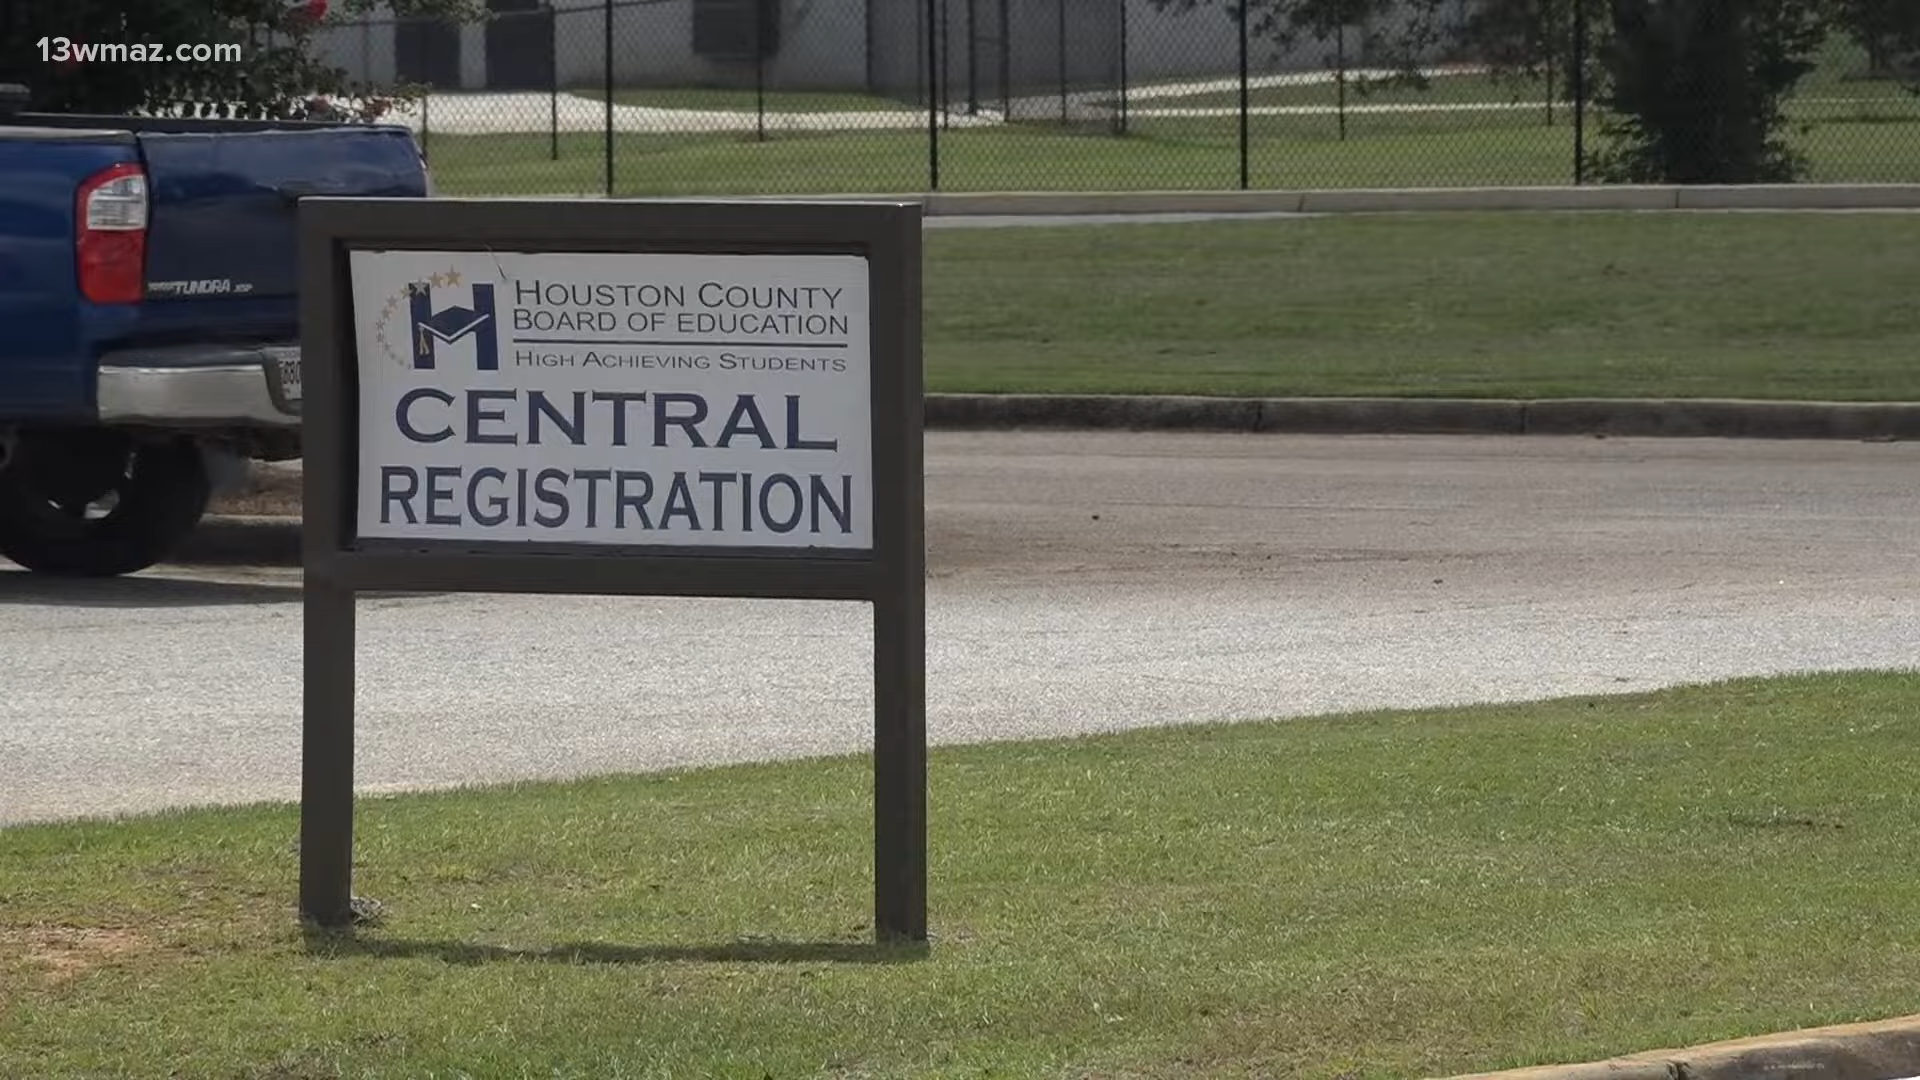 13wmaz.com
TUNDRA
HOUSTON COUNTY
BOARD OF EDUCATION
HIGH ACHIEVING STUDENTS
CENTRAL
REGISTRATION